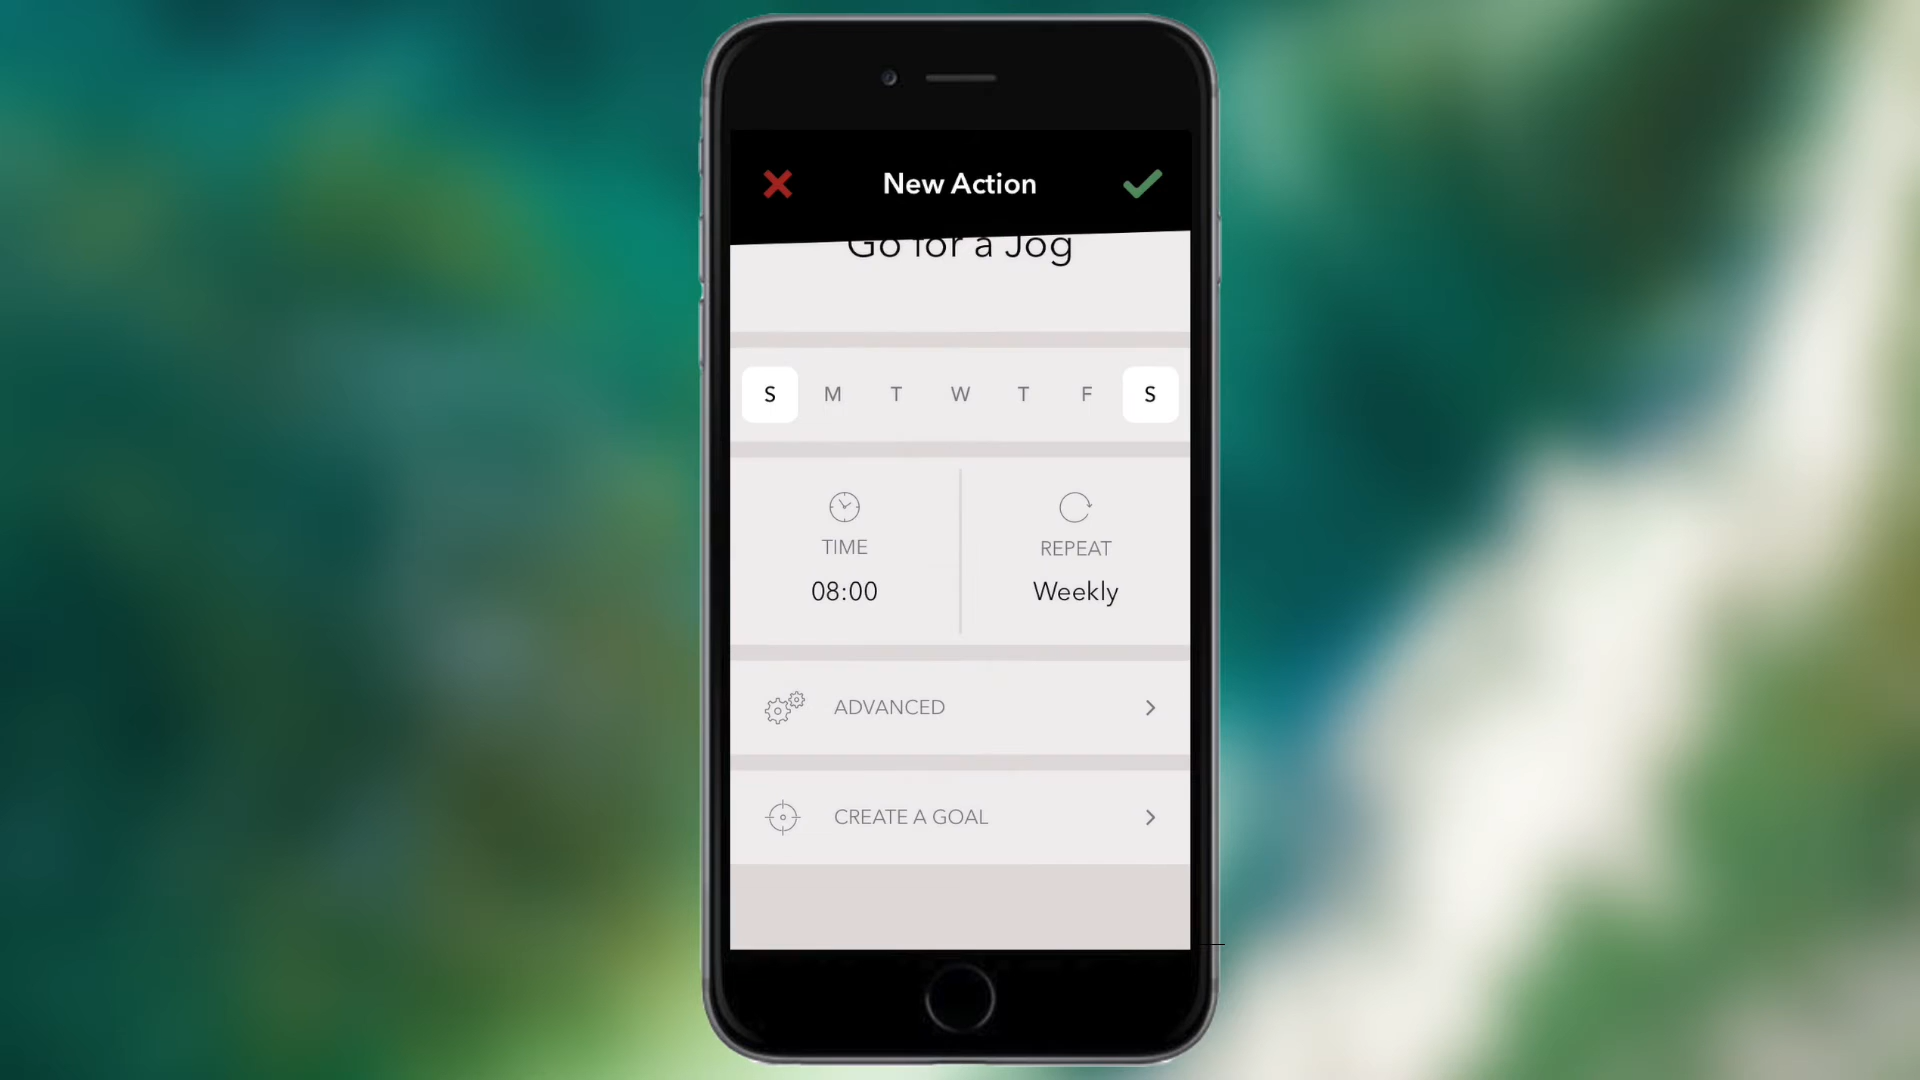 New Action
Go for a Jog
S M T W T F S
TIME
08:00
REPEAT
Weekly
ADVANCED
CREATE A GOAL